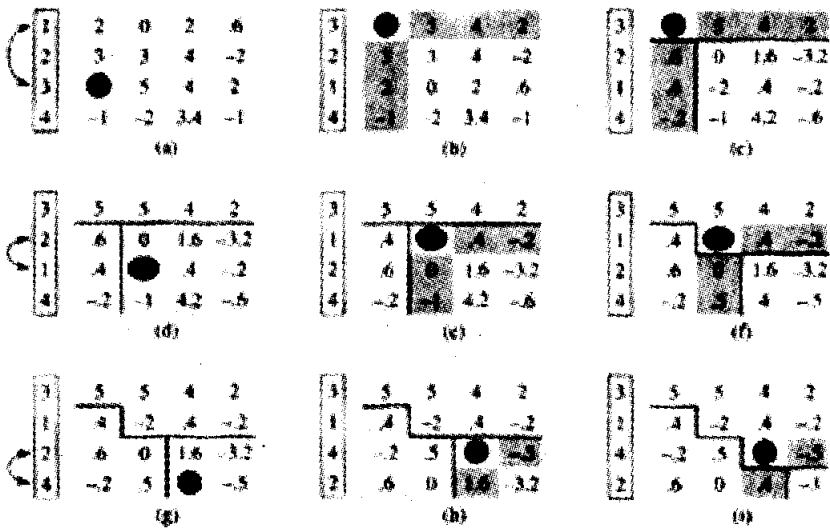 1 2 0 2 .6
2 3 3 4 -2
3 5 4 2
4 -1 -2 3.4 -1
(a)
3 5 4 2
2 3 3 4 -2
1 2 0 2 .6
4 -1 -2 3.4 -1
(b)
3 5 4 2
2 .6 0 1.6 -3.2
1 .4 -2 .4 -.2
4 -.2 -1 4.2 -.6
(c)
3 5 5 4 2
2 .6 0 1.6 -3.2
1 .4 .4 -.2
4 -.2 -1 4.2 -.6
(d)
3 5 5 4 2
1 .4 .4 -.2
2 .6 0 1.6 -3.2
4 -.2 -1 4.2 -.6
(e)
3 5 5 4 2
1 .4 .4 -.2
2 .6 0 1.6 -3.2
4 -.2 .5 4 -.5
(f)
3 5 5 4 2
1 .4 -2 .4 -.2
2 .6 0 1.6 -3.2
4 -.2 .5 -.5
(g)
3 5 5 4 2
1 .4 -2 .4 -.2
4 -.2 .5 -.5
2 .6 0 1.6 -3.2
(h)
3 5 5 4 2
1 .4 -2 .4 -.2
4 -.2 .5 -.5
2 .6 0 .4
(i)